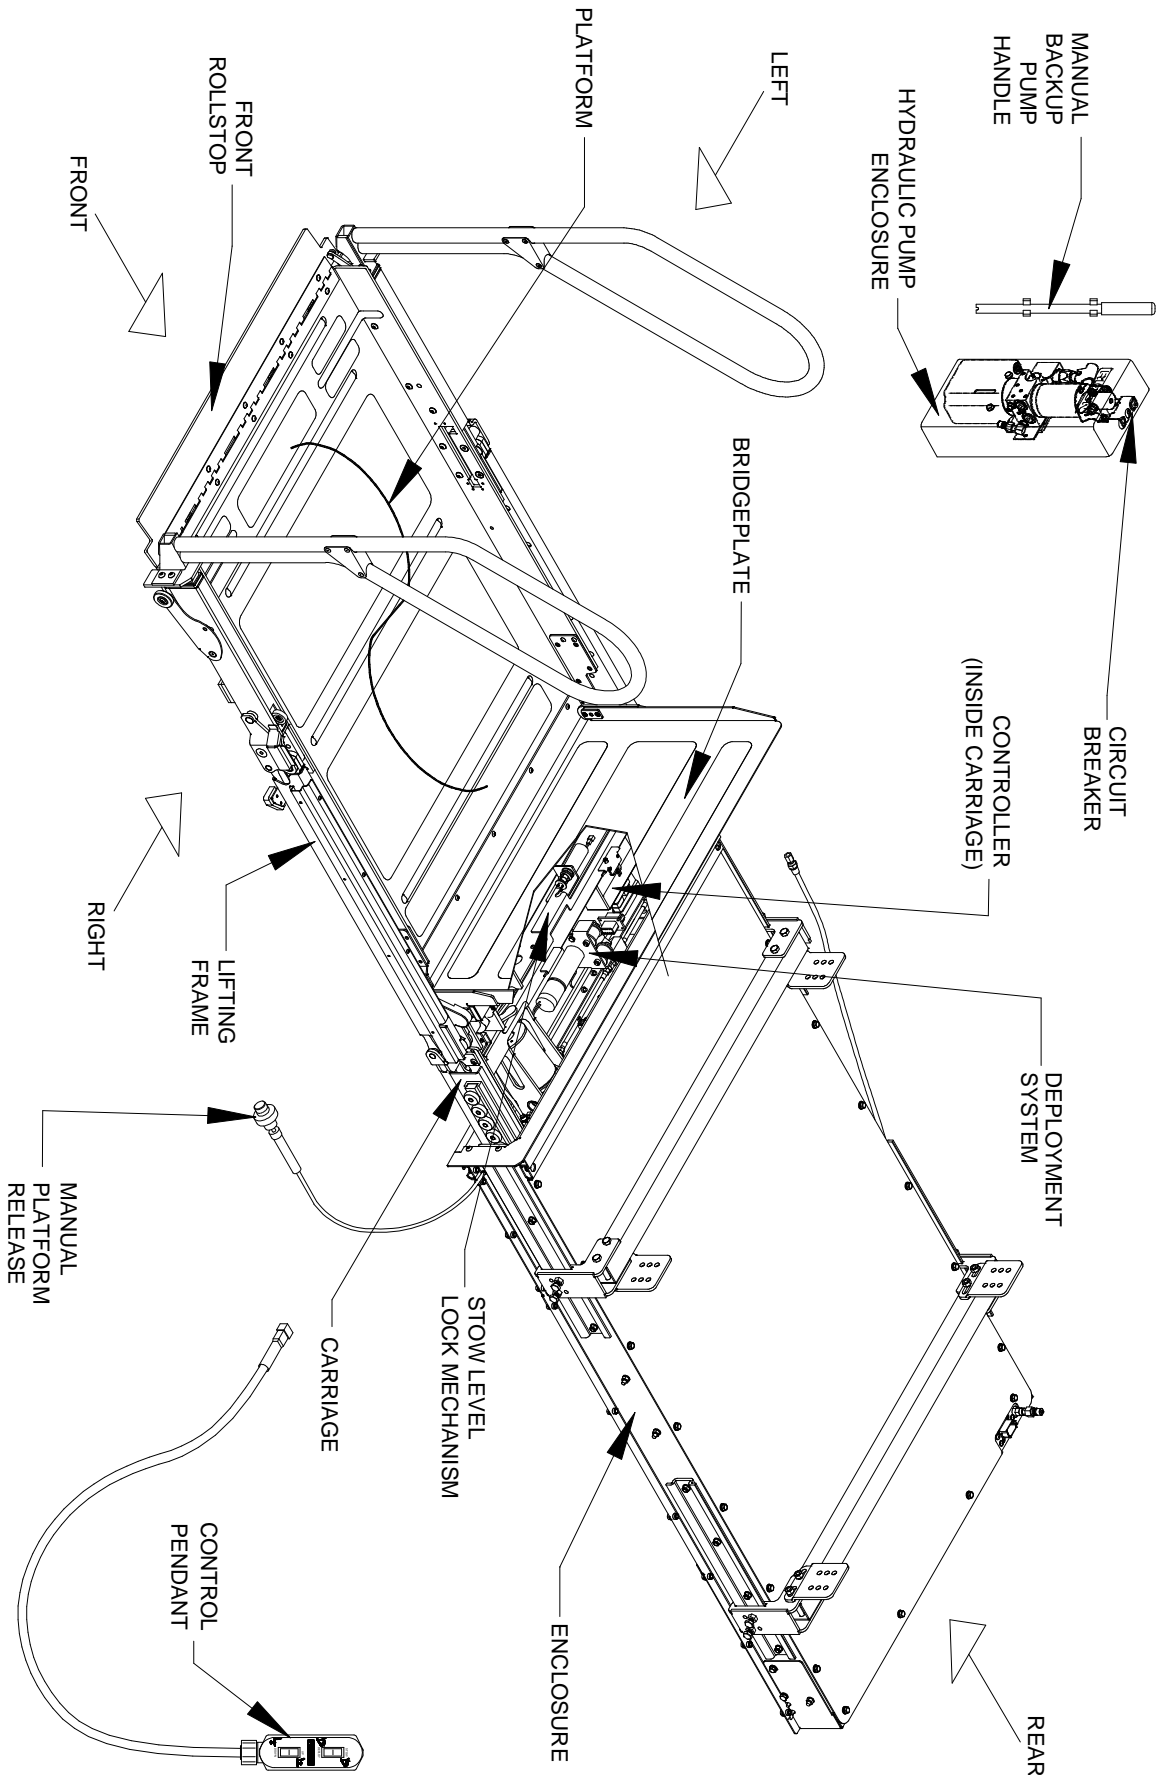 MANUAL
BACKUP
PUMP
HANDLE
CIRCUIT
BREAKER
DEPLOYMENT
SYSTEM
REAR
CONTROLLER
(INSIDE CARRIAGE)
HYDRAULIC PUMP
ENCLOSURE
LEFT
BRIDGEPLATE
PLATFORM
ENCLOSURE
STOW LEVEL
LOCK MECHANISM
CARRIAGE
FRONT
ROLLSTOP
LIFTING
FRAME
CONTROL
PENDANT
FRONT
RIGHT
MANUAL
PLATFORM
RELEASE